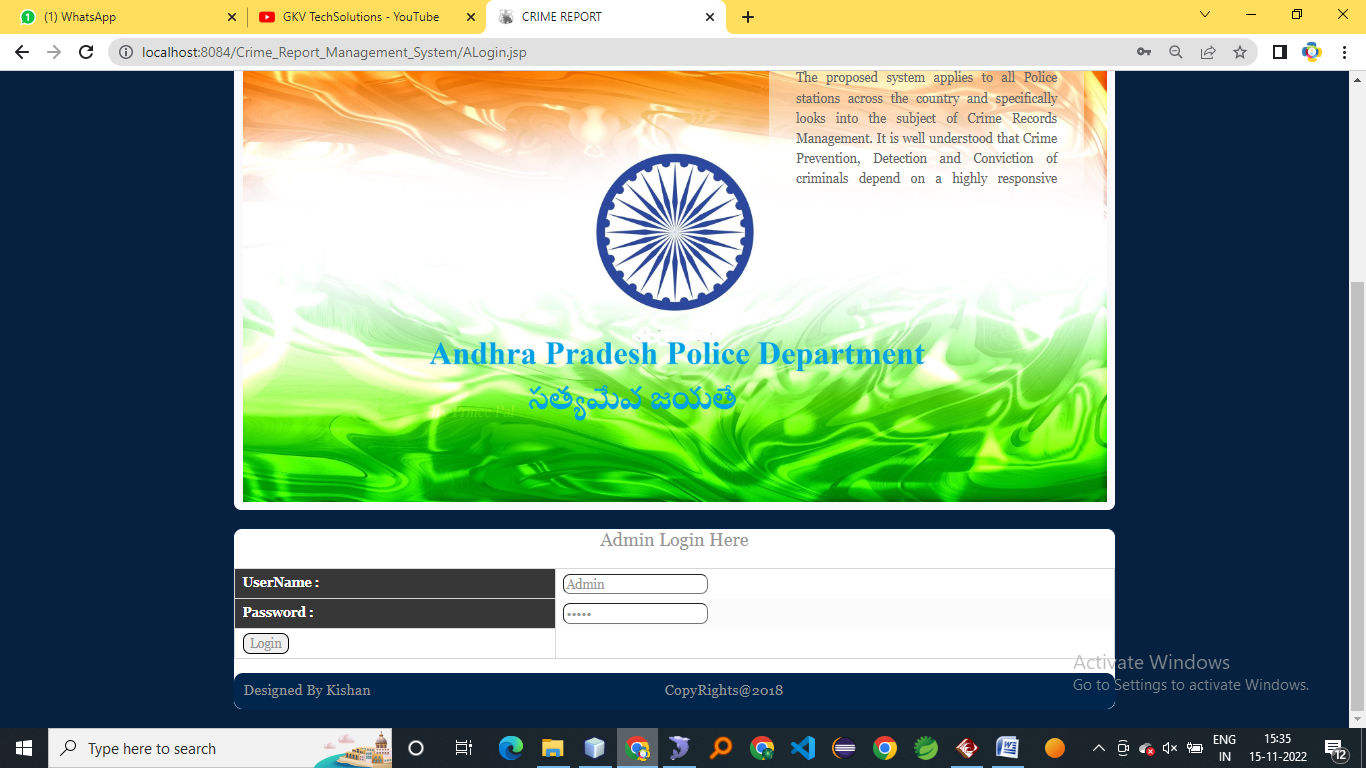 (1) WhatsApp
GKV TechSolutions - YouTube
CRIME REPORT
localhost:8084/Crime_Report_Management_System/ALogin.jsp
The proposed system applies to all Police
stations across the country and specifically
looks into the subject of Crime Records
Management. It is well understood that Crime
Prevention, Detection and Conviction of
criminals depend on a highly responsive
Andhra Pradesh Police Department
సత్యమేవ జయతే
Admin Login Here
UserName :
Admin
Password :
•••••
Login
Activate Windows
Go to Settings to activate Windows.
Designed By Kishan
CopyRights@2018
Type here to search
ENG
IN
15:35
15-11-2022
12